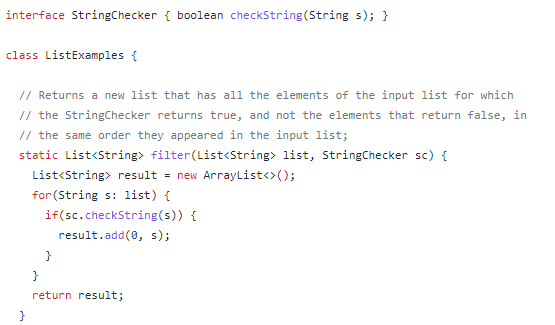 interface StringChecker { boolean checkString(String s); }
class ListExamples {
// Returns a new list that has all the elements of the input list for which
// the StringChecker returns true, and not the elements that return false, in
// the same order they appeared in the input list;
static List<String> filter(List<String> list, StringChecker sc) {
List<String> result = new ArrayList<>();
for(String s: list) {
if(sc.checkString(s)) {
result.add(0, s);
}
}
return result;
}